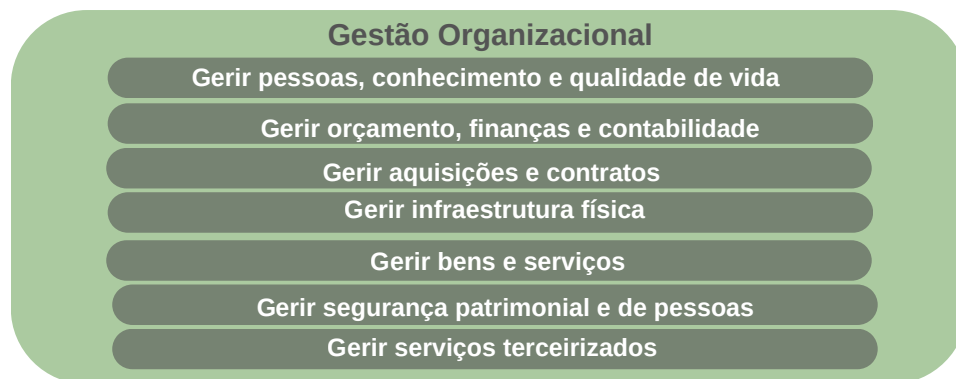 Gestão Organizacional
Gerir pessoas, conhecimento e qualidade de vida
Gerir orçamento, finanças e contabilidade
Gerir aquisições e contratos
Gerir infraestrutura física
Gerir bens e serviços
Gerir segurança patrimonial e de pessoas
Gerir serviços terceirizados